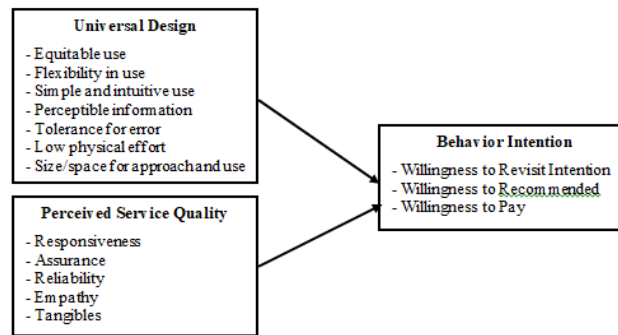 Universal Design
- Equitable use
- Flexibility in use
- Simple and intuitive use
- Perceptible information
- Tolerance for error
- Low physical effort
- Size/space for approach and use
Perceived Service Quality
- Responsiveness
- Assurance
- Reliability
- Empathy
- Tangibles
Behavior Intention
- Willingness to Revisit Intention
- Willingness to Recommended
- Willingness to Pay